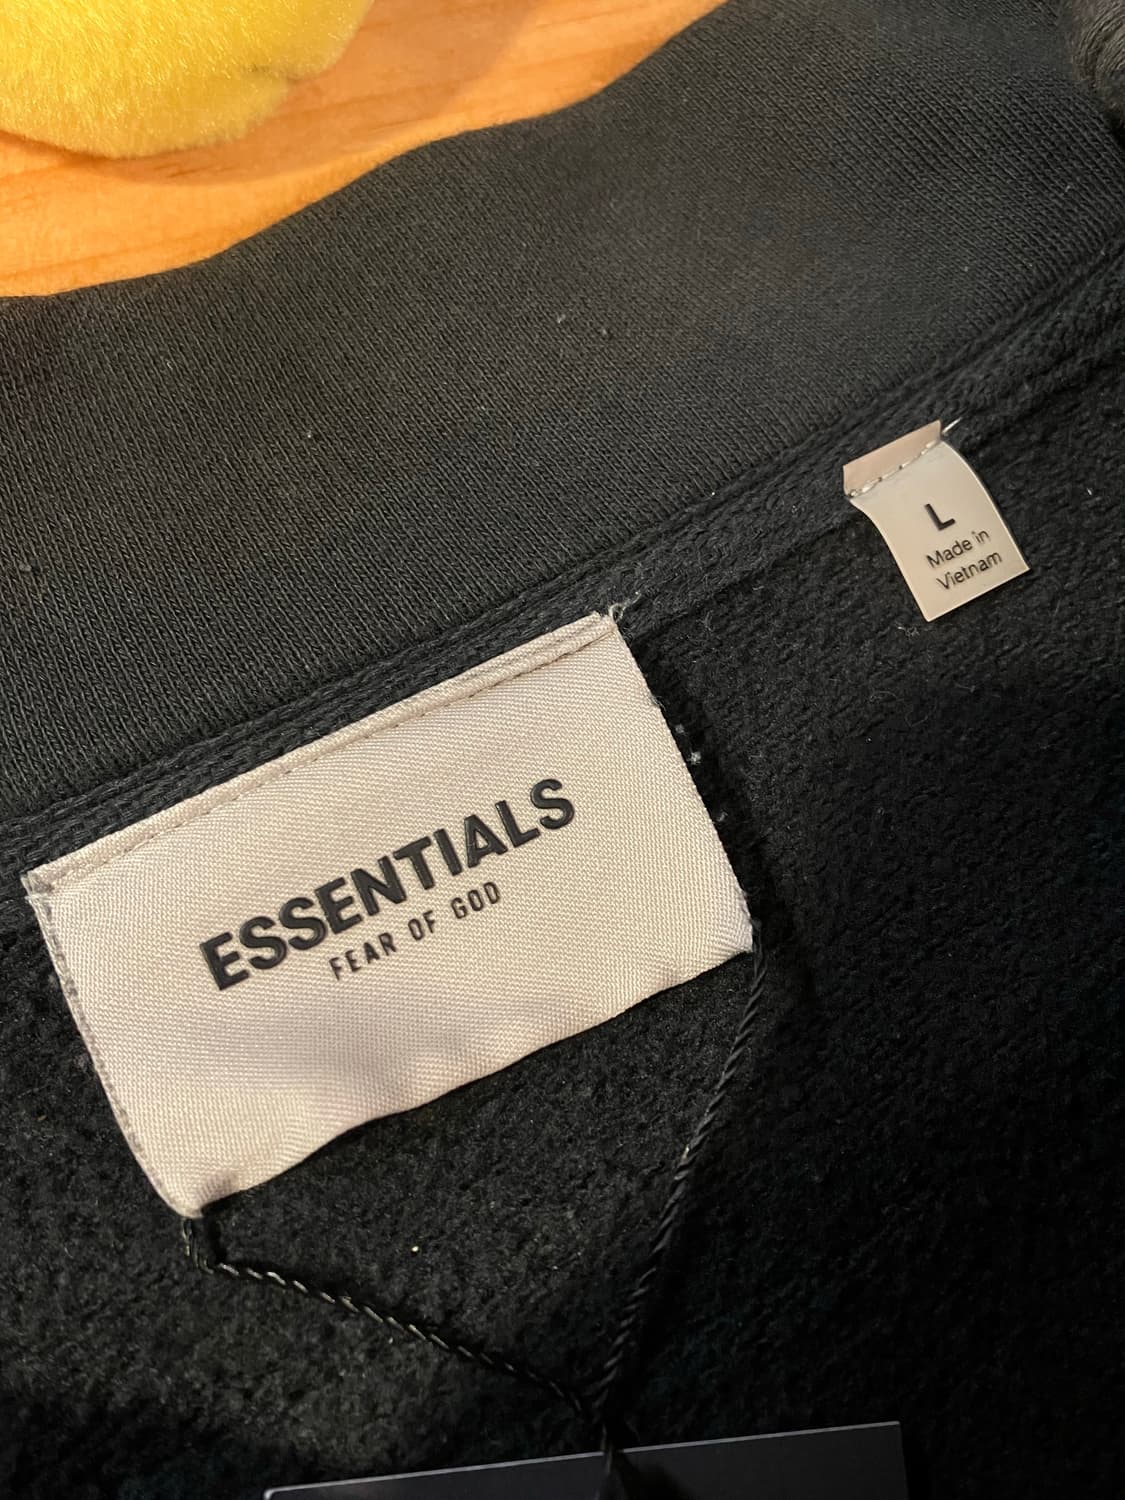 L
Made in
Vietnam
ESSENTIALS
FEAR OF GOD